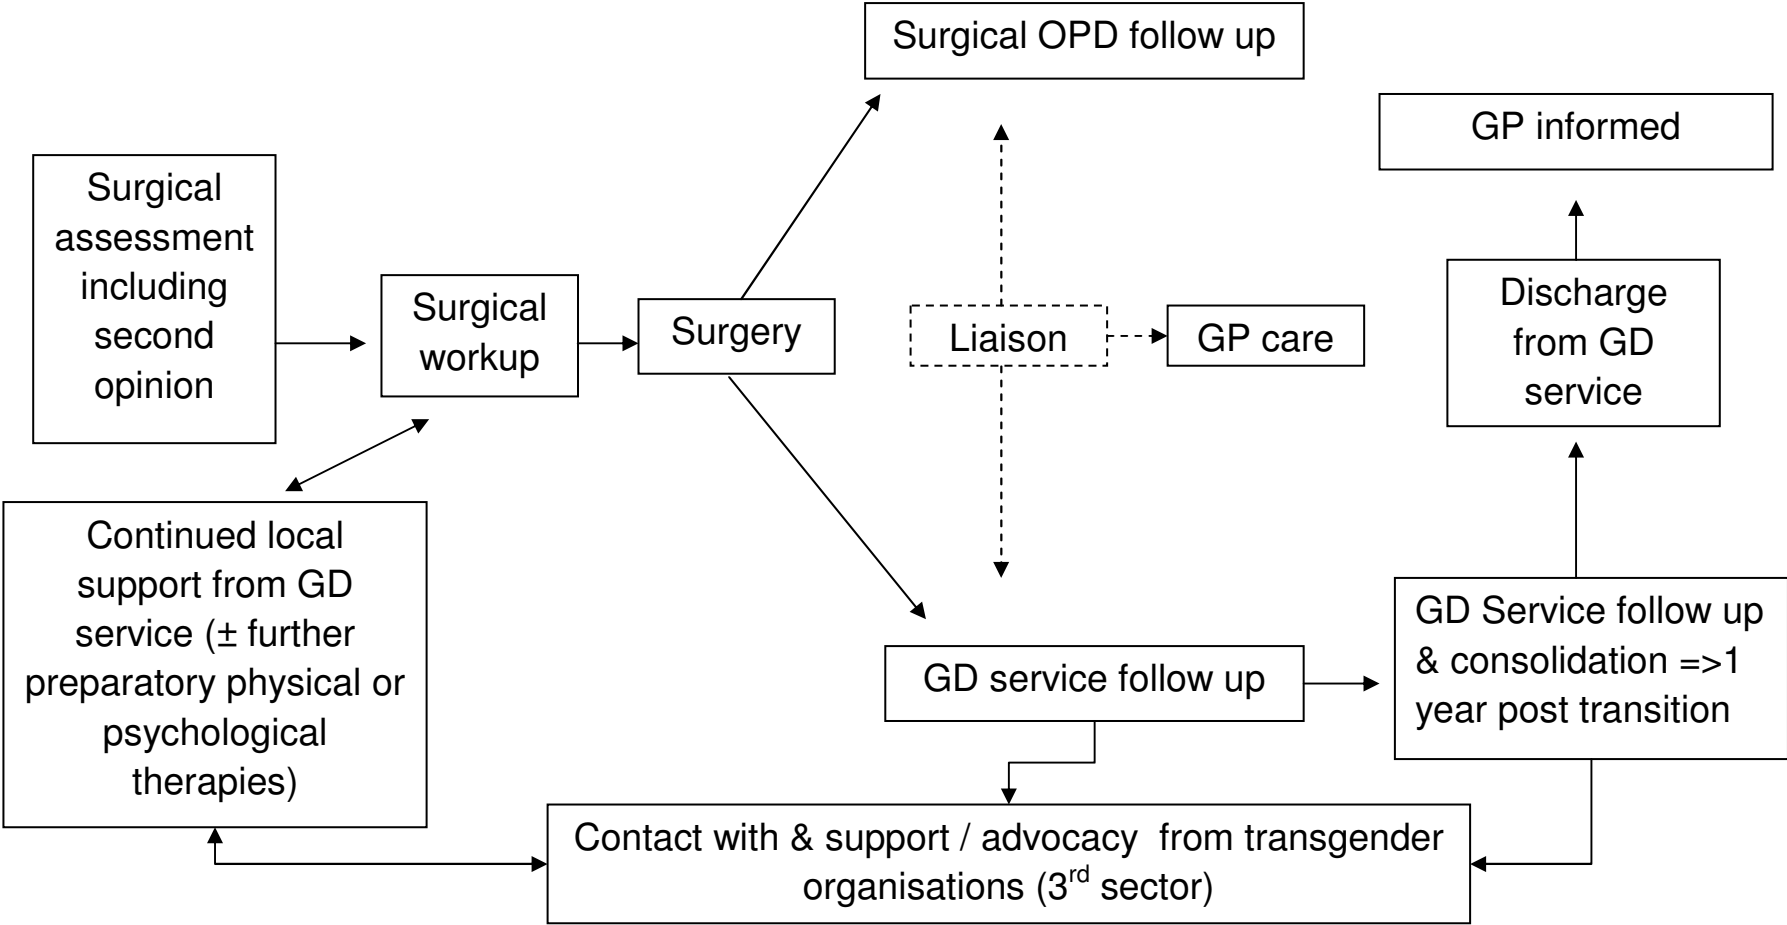 Surgical OPD follow up
GP informed
Surgical
assessment
including
second
opinion
Surgical
workup
Surgery
Liaison
GP care
Discharge
from GD
service
Continued local
support from GD
service (± further
preparatory physical or
psychological
therapies)
GD service follow up
GD Service follow up
& consolidation =>1
year post transition
Contact with & support / advocacy from transgender
organisations (3rd sector)